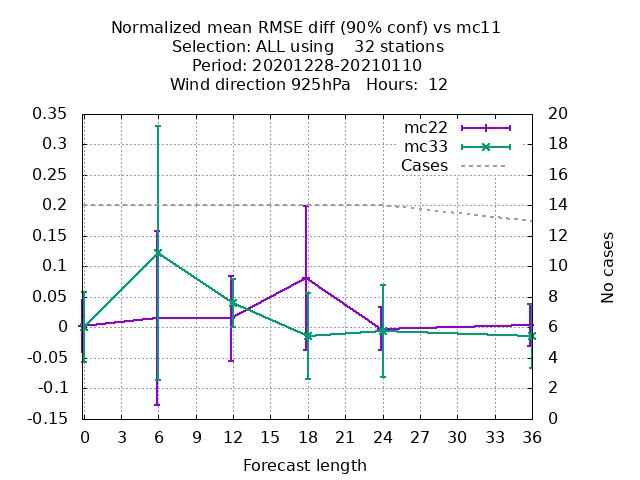 Normalized mean RMSE diff (90% conf) vs mc11
Selection: ALL using    32 stations
Period: 20201228-20210110
Wind direction 925hPa   Hours:  12
0.35
0.3
0.25
0.2
0.15
0.1
0.05
0
-0.05
-0.1
-0.15
mc22
mc33
Cases
20
18
16
14
12
10
8
6
4
2
0
No cases
0 3 6 9 12 15 18 21 24 27 30 33 36
Forecast length